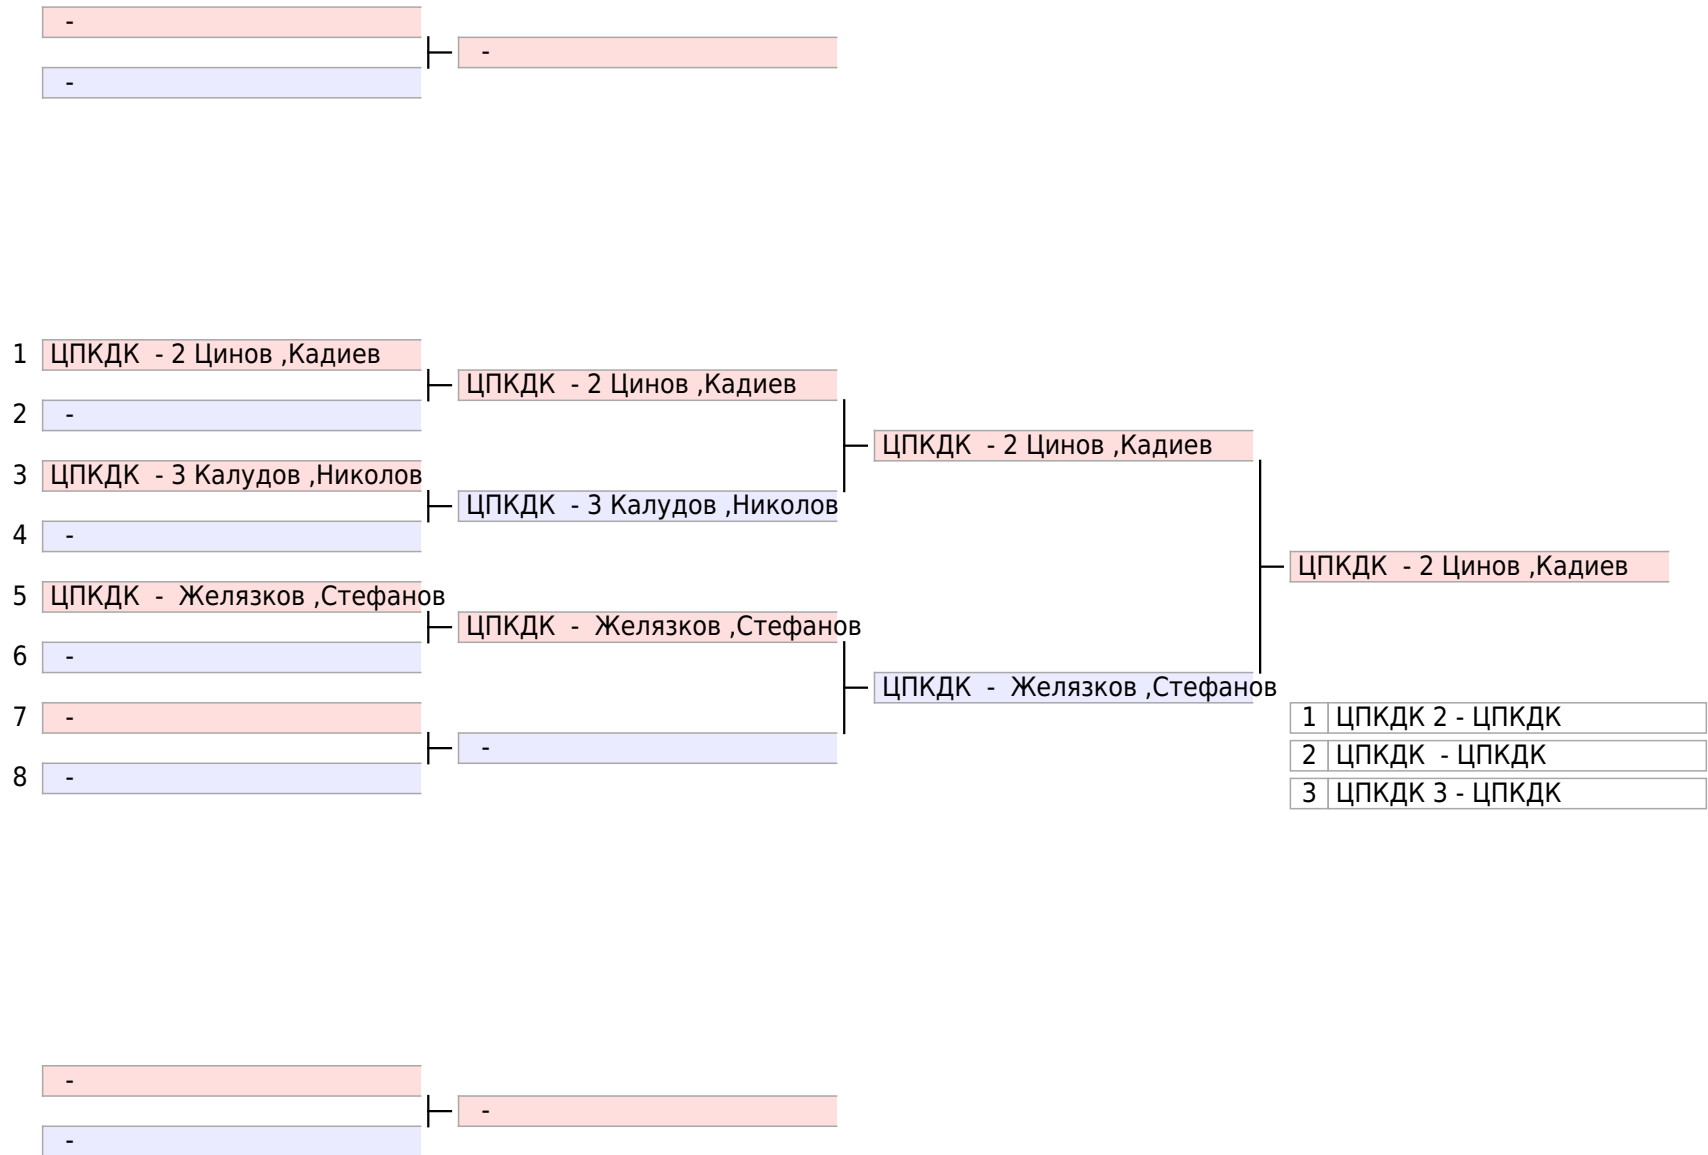 -
-
-
1 ЦПКДК - 2 Цинов ,Кадиев
ЦПКДК - 2 Цинов ,Кадиев
2 -
ЦПКДК - 2 Цинов ,Кадиев
3 ЦПКДК - 3 Калудов ,Николов
ЦПКДК - 3 Калудов ,Николов
4 -
ЦПКДК - 2 Цинов ,Кадиев
5 ЦПКДК - Желязков ,Стефанов
ЦПКДК - Желязков ,Стефанов
6 -
ЦПКДК - Желязков ,Стефанов
7 -
1 ЦПКДК 2 - ЦПКДК
-
2 ЦПКДК - ЦПКДК
8 -
3 ЦПКДК 3 - ЦПКДК
-
-
-